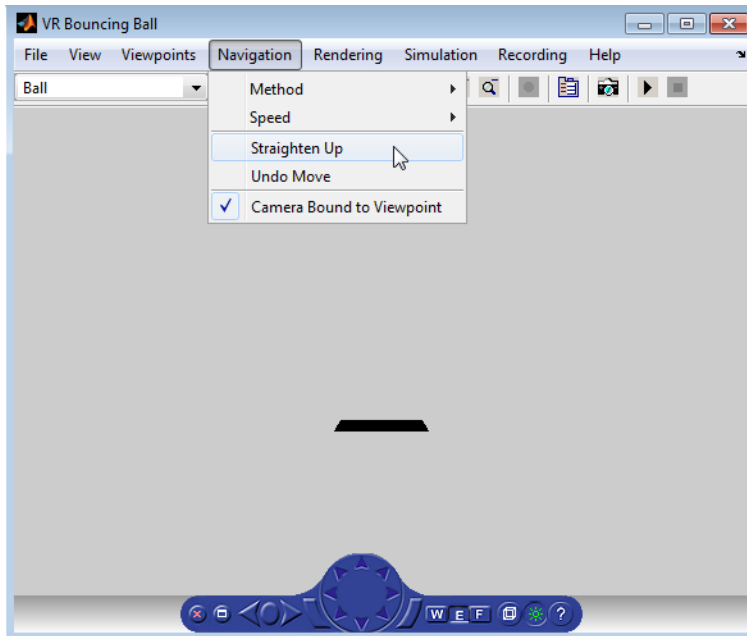 VR Bouncing Ball
File View Viewpoints Navigation Rendering Simulation Recording Help
Ball
Method
Speed
Straighten Up
Undo Move
Camera Bound to Viewpoint
W E F ?